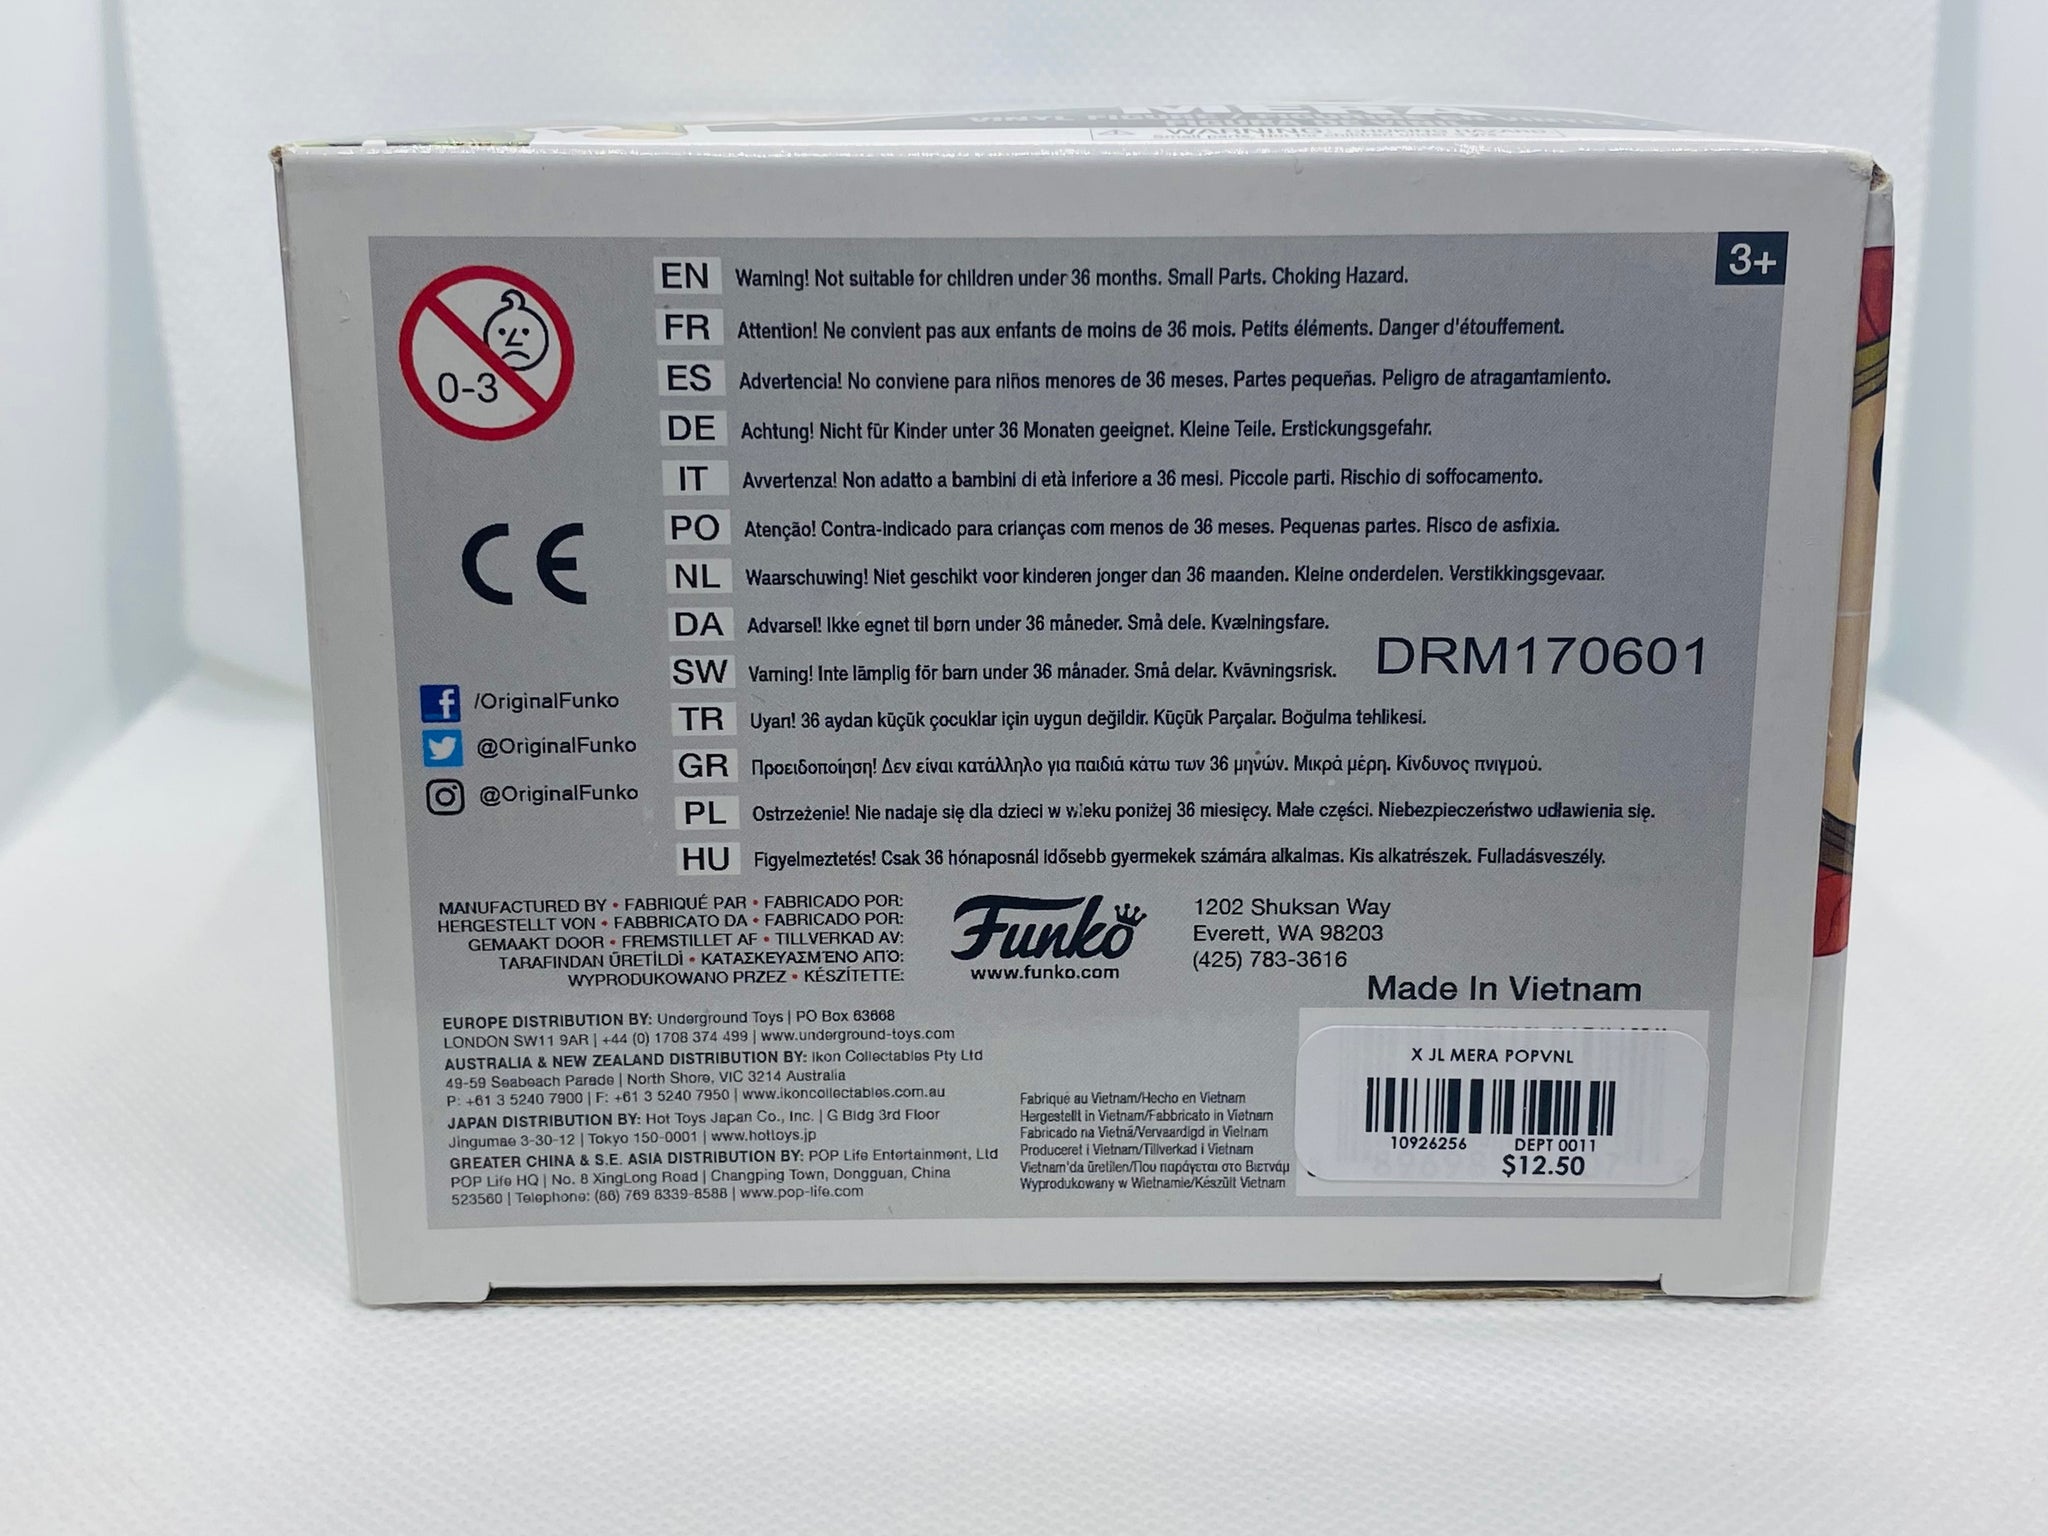 MERA
WARNING: CHOKING HAZARD
3+
0-3
EN Warning! Not suitable for children under 36 months. Small Parts. Choking Hazard.
FR Attention! Ne convient pas aux enfants de moins de 36 mois. Petits éléments. Danger d'étouffement.
ES Advertencia! No conviene para niños menores de 36 meses. Partes pequeñas. Peligro de atragantamiento.
DE Achtung! Nicht für Kinder unter 36 Monaten geeignet. Kleine Teile. Erstickungsgefahr.
IT Avvertenza! Non adatto a bambini di età inferiore a 36 mesi. Piccole parti. Rischio di soffocamento.
PO Atenção! Contra-indicado para crianças com menos de 36 meses. Pequenas partes. Risco de asfixia.
NL Waarschuwing! Niet geschikt voor kinderen jonger dan 36 maanden. Kleine onderdelen. Verstikkingsgevaar.
DA Advarsel! Ikke egnet til børn under 36 måneder. Små dele. Kvælningsfare.
SW Varning! Inte lämplig för barn under 36 månader. Små delar. Kvävningsrisk.
DRM170601
TR Uyarı! 36 aydan küçük çocuklar için uygun değildir. Küçük Parçalar. Boğulma tehlikesi.
GR Προειδοποίηση! Δεν είναι κατάλληλο για παιδιά κάτω των 36 μηνών. Μικρά μέρη. Κίνδυνος πνιγμού.
PL Ostrzeżenie! Nie nadaje się dla dzieci w wieku poniżej 36 miesięcy. Małe części. Niebezpieczeństwo udławienia się.
HU Figyelmeztetés! Csak 36 hónaposnál idősebb gyermekek számára alkalmas. Kis alkatrészek. Fulladásveszély.
CE
/OriginalFunko
@OriginalFunko
@OriginalFunko
MANUFACTURED BY • FABRIQUÉ PAR • FABRICADO POR:
HERGESTELLT VON • FABBRICATO DA • FABRICADO POR:
GEMAAKT DOOR • FREMSTILLET AF • TILLVERKAD AV:
TARAFINDAN ÜRETİLDİ • ΚΑΤΑΣΚΕΥΑΣΜΈΝΟ ΑΠΌ:
WYPRODUKOWANO PRZEZ • KÉSZÍTETTE:
Funko
www.funko.com
1202 Shuksan Way
Everett, WA 98203
(425) 783-3616
Made In Vietnam
EUROPE DISTRIBUTION BY: Underground Toys | PO Box 63668
LONDON SW11 9AR | +44 (0) 1708 374 499 | www.underground-toys.com
AUSTRALIA & NEW ZEALAND DISTRIBUTION BY: Ikon Collectables Pty Ltd
49-59 Seabeach Parade | North Shore, VIC 3214 Australia
P: +61 3 5240 7900 | F: +61 3 5240 7950 | www.ikoncollectables.com.au
JAPAN DISTRIBUTION BY: Hot Toys Japan Co., Inc. | G Bldg 3rd Floor
Jingumae 3-30-12 | Tokyo 150-0001 | www.hottoys.jp
GREATER CHINA & S.E. ASIA DISTRIBUTION BY: POP Life Entertainment, Ltd
POP Life HQ | No. 8 XingLong Road | Changping Town, Dongguan, China
523560 | Telephone: (86) 769 8339-8588 | www.pop-life.com
Fabriqué au Vietnam/Hecho en Vietnam
Hergestellt in Vietnam/Fabbricato in Vietnam
Fabricado na Vietnã/Vervaardigd in Vietnam
Produceret i Vietnam/Tillverkad i Vietnam
Vietnam'da üretilen/Που παράγεται στο Βιετνάμ
Wyprodukowany w Wietnamie/Készült Vietnam
X JL MERA POPVNL
10926256 DEPT 0011
$12.50